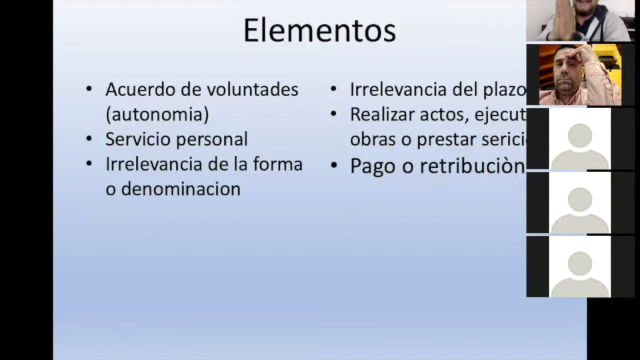 Elementos
• Acuerdo de voluntades
(autonomia)
• Servicio personal
• Irrelevancia de la forma
o denominacion
• Irrelevancia del plazo
• Realizar actos, ejecut
obras o prestar serici
• Pago o retribuciòn